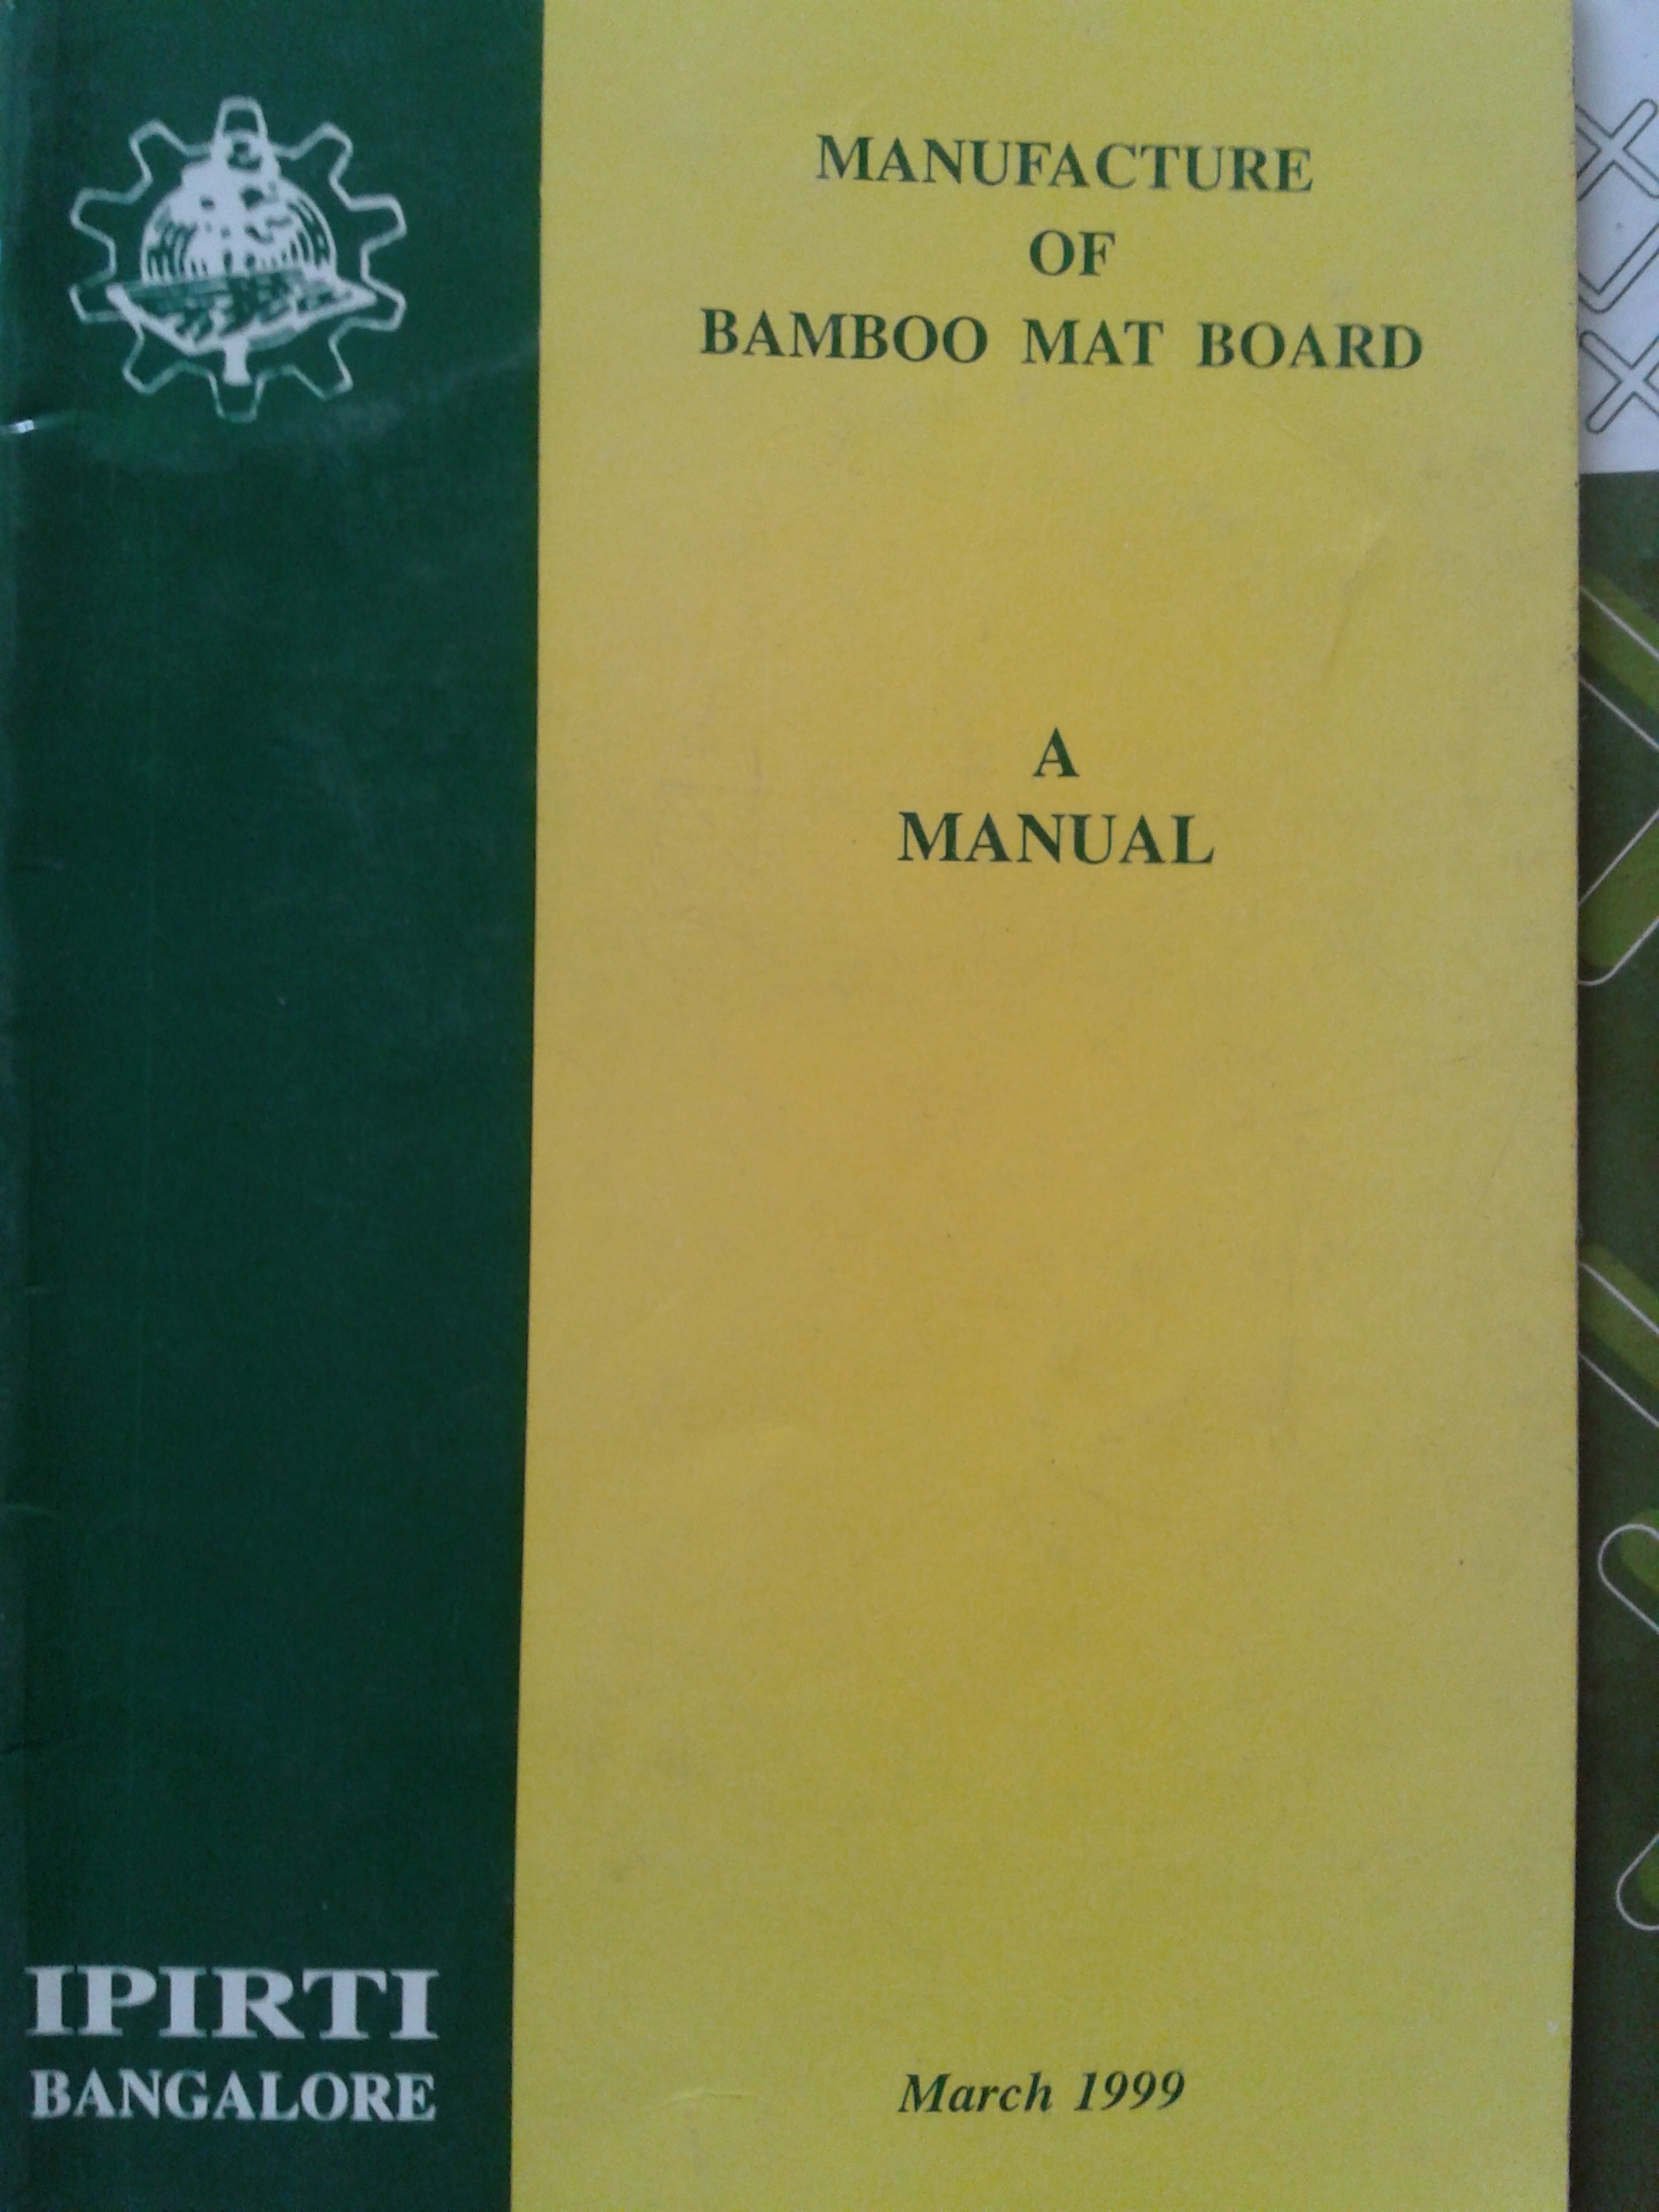 MANUFACTURE
OF
BAMBOO MAT BOARD
A
MANUAL
IPIRTI
BANGALORE
March 1999